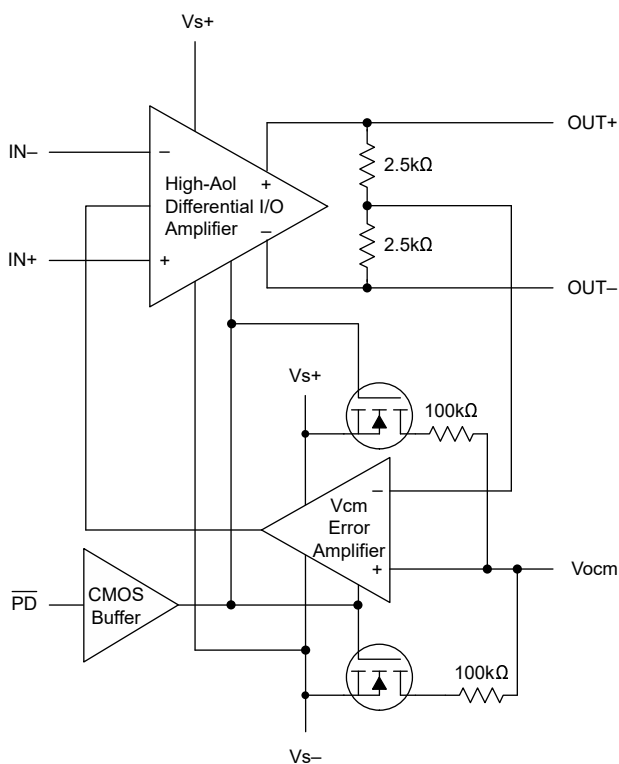 Vs+
IN–
–
High-Aol
Differential I/O
Amplifier
+
–
IN+
+
OUT+
2.5kΩ
2.5kΩ
OUT–
Vs+
100kΩ
–
Vcm
Error
Amplifier
+
Vocm
PD
CMOS
Buffer
100kΩ
Vs–